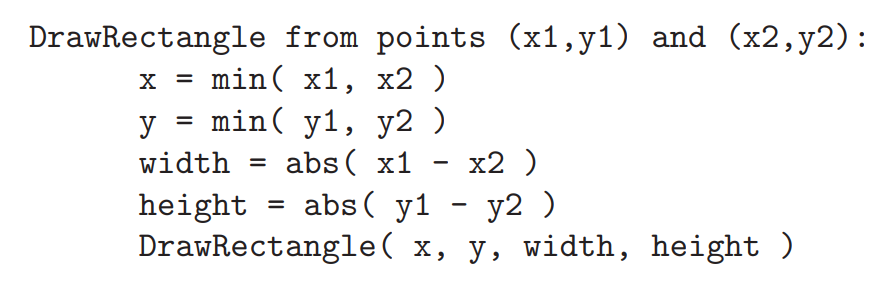 DrawRectangle from points (x1,y1) and (x2,y2):
x = min( x1, x2 )
y = min( y1, y2 )
width = abs( x1 - x2 )
height = abs( y1 - y2 )
DrawRectangle( x, y, width, height )